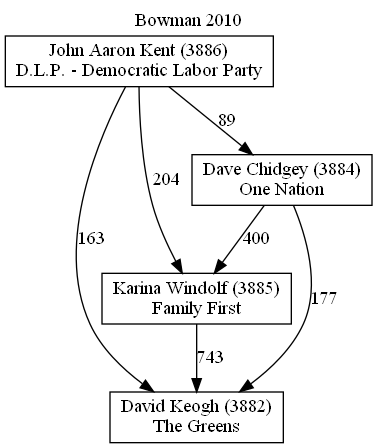 Bowman 2010
John Aaron Kent (3886)
D.L.P. - Democratic Labor Party
89
Dave Chidgey (3884)
One Nation
204
163
400
Karina Windolf (3885)
Family First
177
743
David Keogh (3882)
The Greens